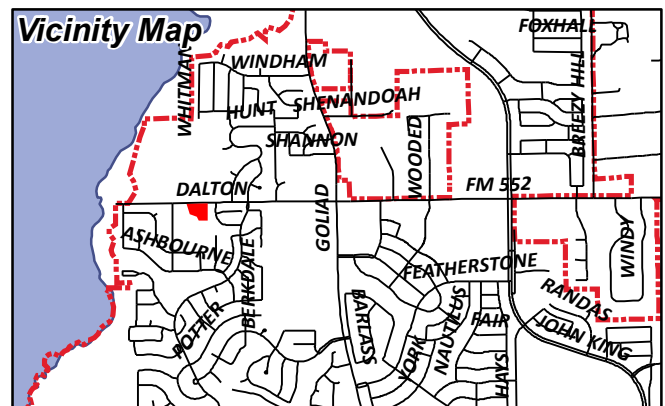 Vicinity Map
FOXHALL
WINDHAM
WHITMAN
BREEZY HILL
HUNT
SHENANDOAH
SHANNON
WOODED
DALTON
FM 552
GOLIAD
ASHBOURNE
BERKDALE
WINDY
FEATHERSTONE
RANDAS
POTTER
BARLASS
YORK
NAUTILUS
FAIR
JOHN KING
HAYS